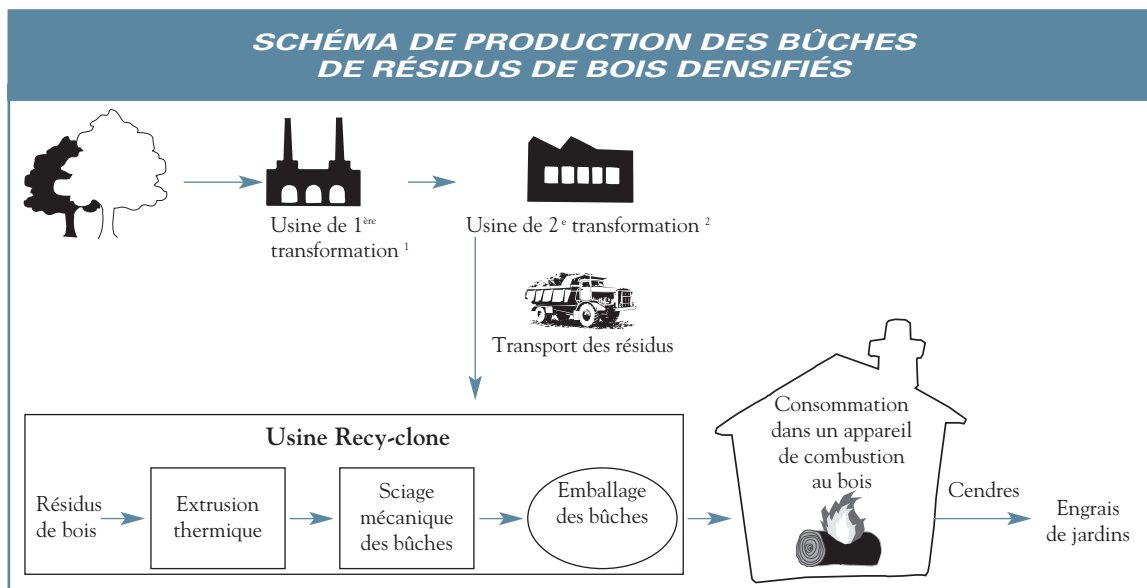 SCHÉMA DE PRODUCTION DES BÛCHES
DE RÉSIDUS DE BOIS DENSIFIÉS
Usine de 1ère
transformation 1
Usine de 2e transformation 2
Transport des résidus
Usine Recy-clone
Résidus
de bois
Extrusion
thermique
Sciage
mécanique
des bûches
Emballage
des bûches
Consommation
dans un appareil
de combustion
au bois
Cendres
Engrais
de jardins